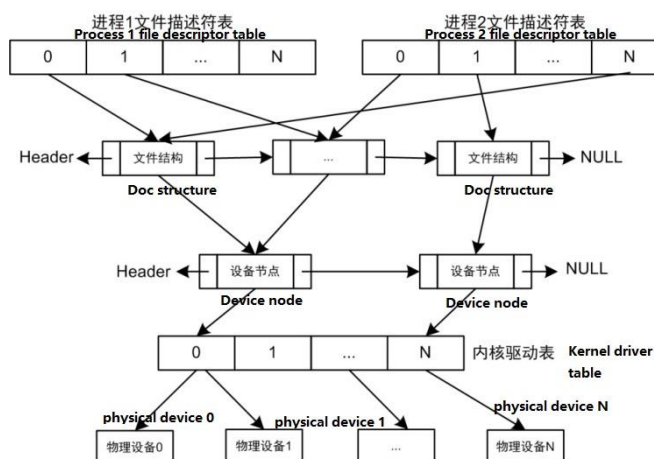 进程1文件描述符表
进程2文件描述符表
Process 1 file descriptor table
Process 2 file descriptor table
0 1 ... N
0 1 ... N
Header 文件结构 ... 文件结构 NULL
Doc structure
Doc structure
Header 设备节点 设备节点 NULL
Device node
Device node
0 1 ... N 内核驱动表 Kernel driver
table
physical device 0
physical device 1
physical device N
物理设备0 物理设备1 ... 物理设备N